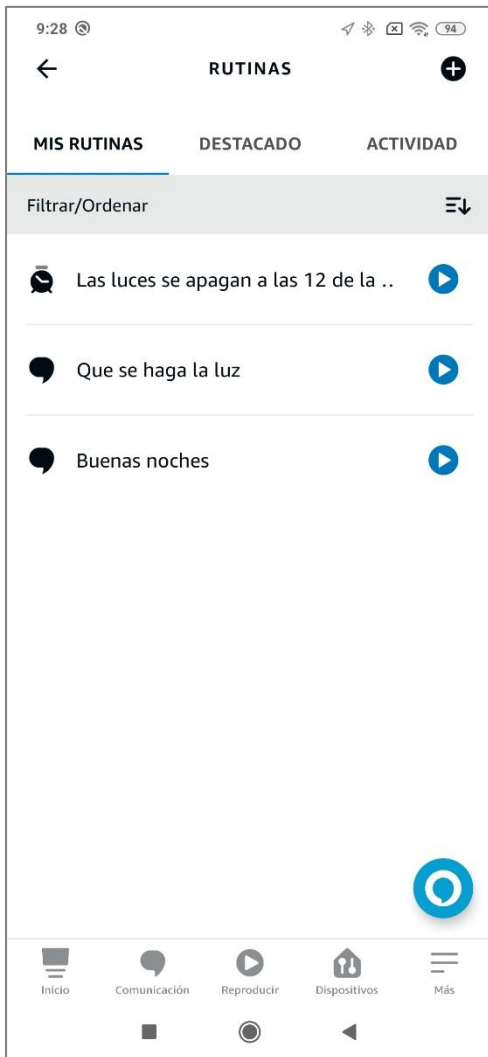 9:28
94
RUTINAS
MIS RUTINAS DESTACADO ACTIVIDAD
Filtrar/Ordenar
Las luces se apagan a las 12 de la ..
Que se haga la luz
Buenas noches
Inicio Comunicación Reproducir Dispositivos Más